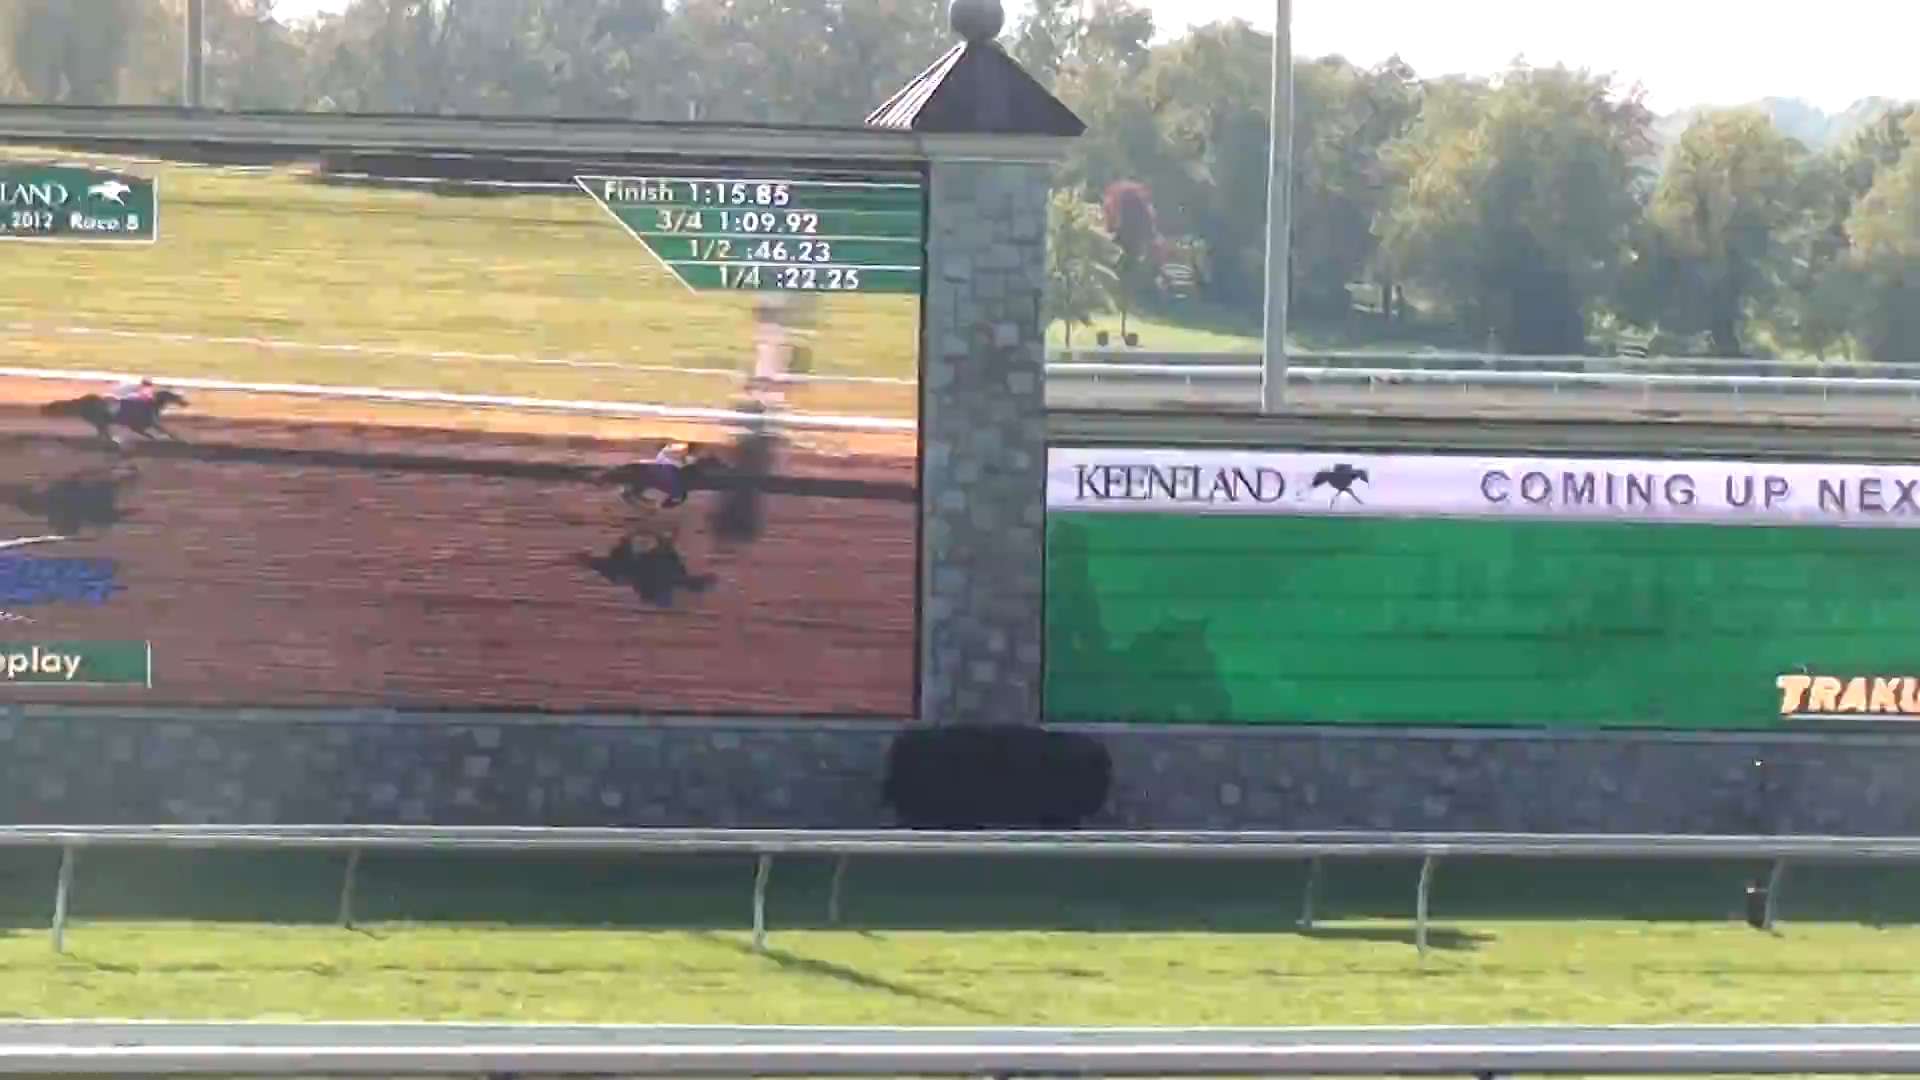 LAND
, 2012 Race 8
Finish 1:15.85
3/4 1:09.92
1/2 :46.23
1/4 :22.25
play
KEENELAND COMING UP NEX
TRAKU